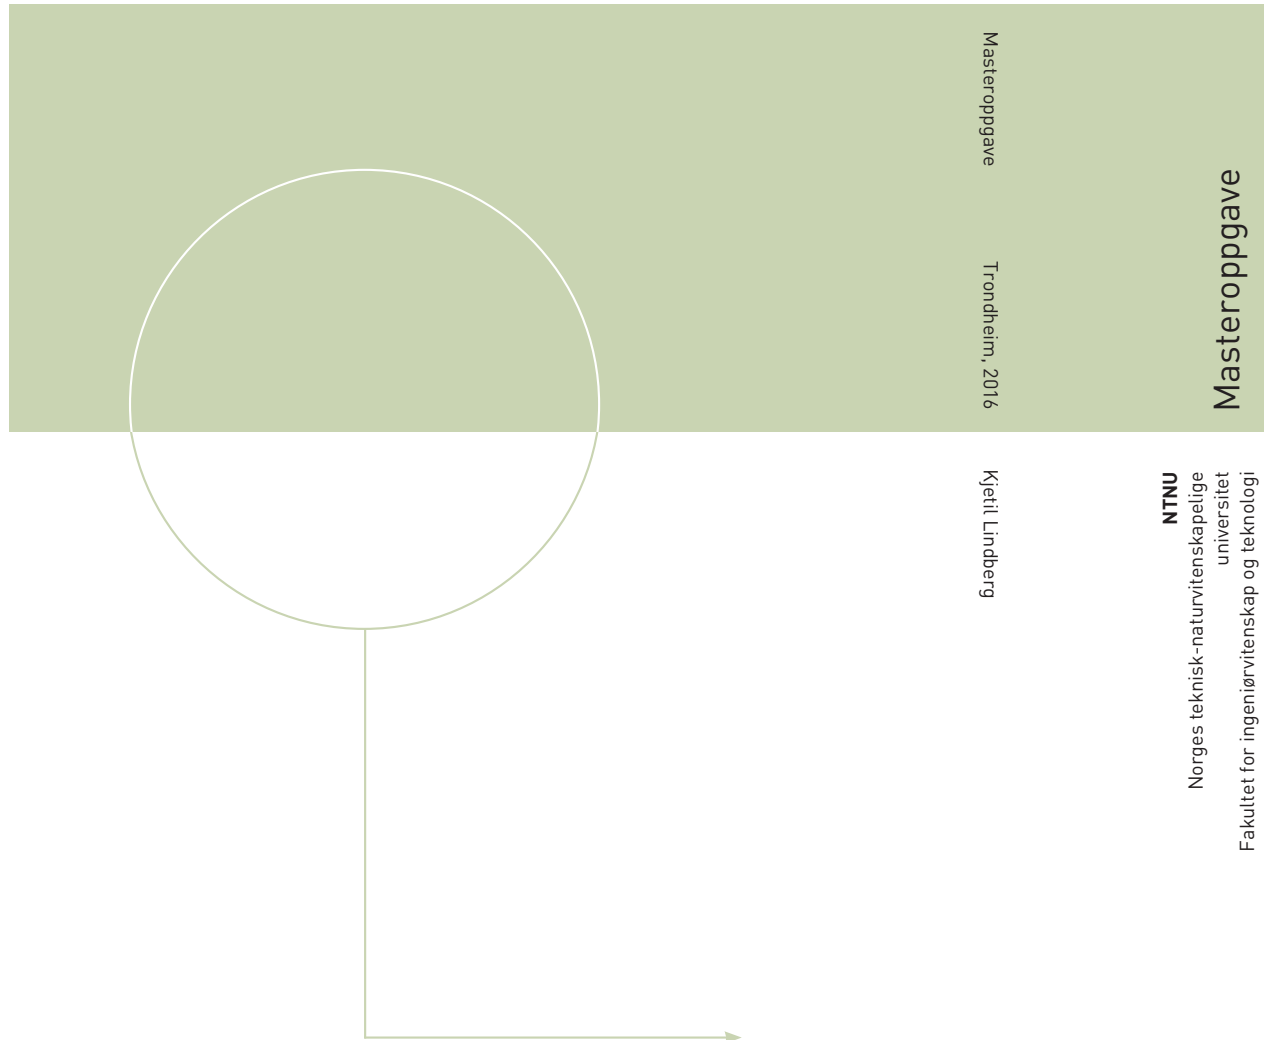 Masteroppgave
Trondheim, 2016
Kjetil Lindberg
Masteroppgave
NTNU
Norges teknisk-naturvitenskapelige
universitet
Fakultet for ingeniørvitenskap og teknologi